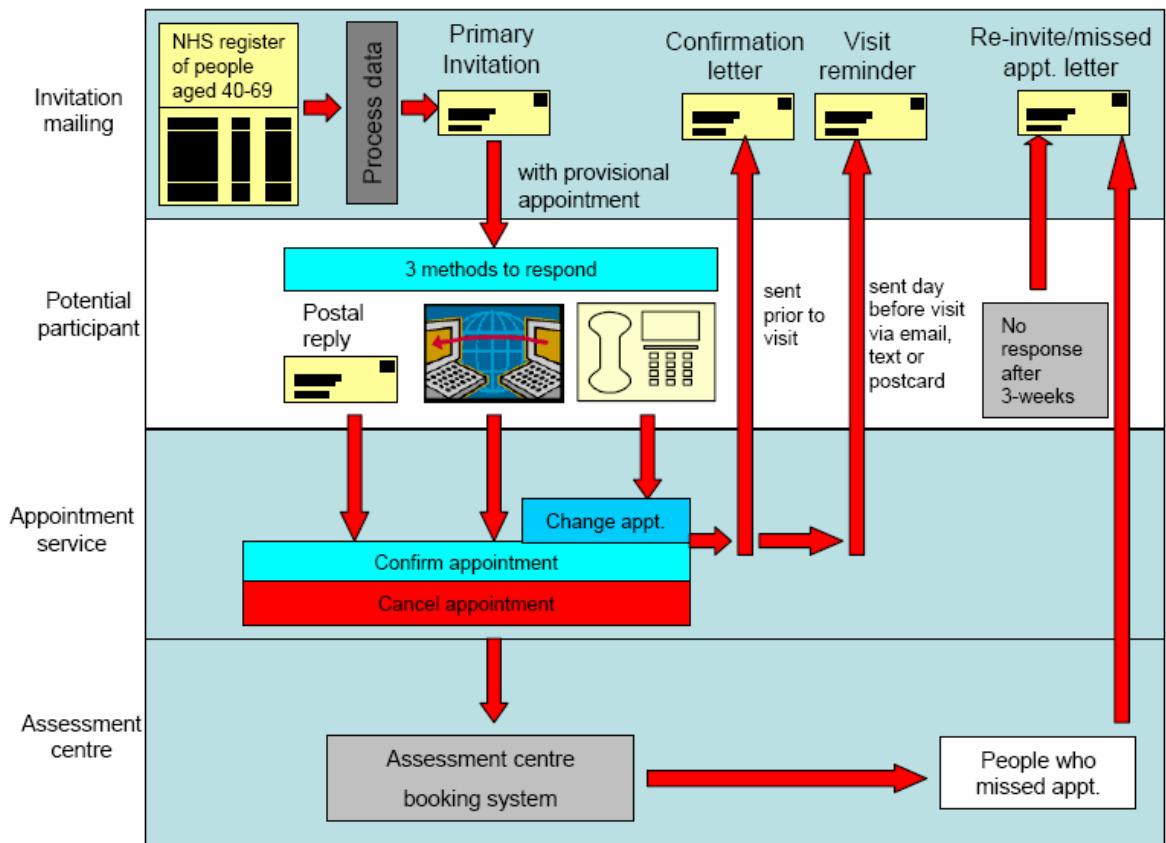 Invitation
mailing
NHS register
of people
aged 40-69
Process data
Primary
Invitation
Confirmation
letter
Visit
reminder
Re-invite/missed
appt. letter
with provisional
appointment
Potential
participant
3 methods to respond
Postal
reply
sent
prior to
visit
sent day
before visit
via email,
text or
postcard
No
response
after
3-weeks
Appointment
service
Change appt.
Confirm appointment
Cancel appointment
Assessment
centre
Assessment centre
booking system
People who
missed appt.